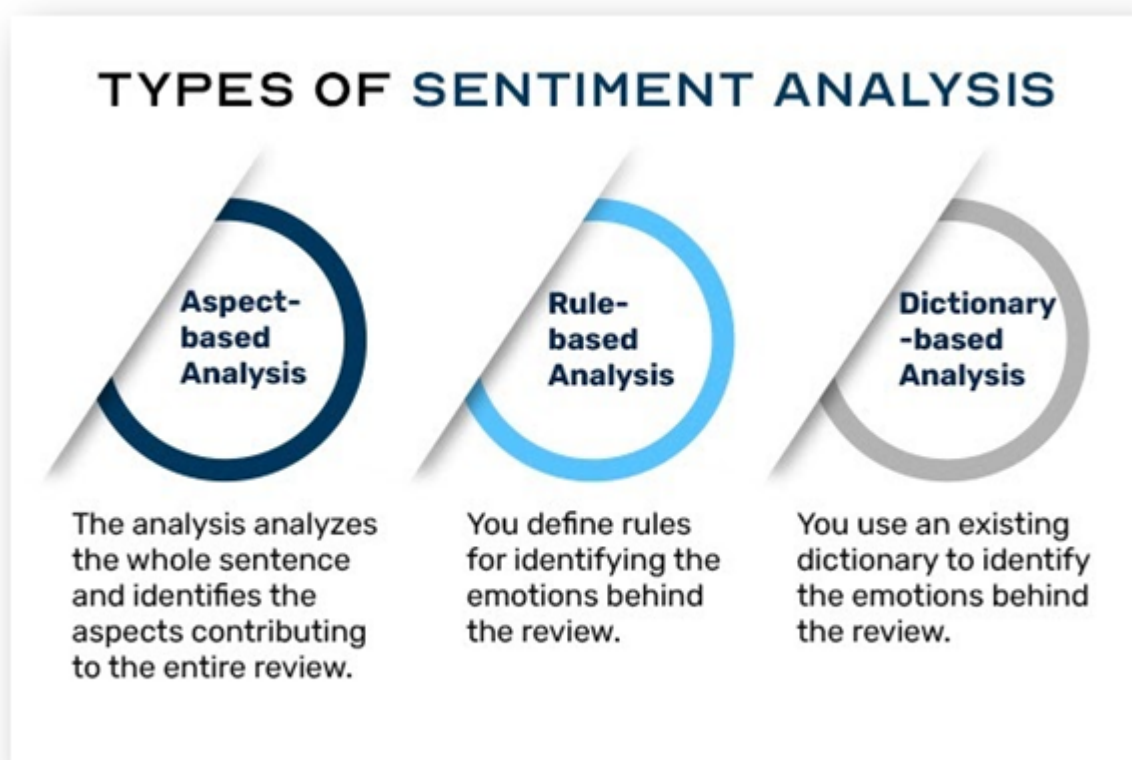 TYPES OF SENTIMENT ANALYSIS
Aspect-
based
Analysis
The analysis analyzes
the whole sentence
and identifies the
aspects contributing
to the entire review.
Rule-
based
Analysis
You define rules
for identifying the
emotions behind
the review.
Dictionary
-based
Analysis
You use an existing
dictionary to identify
the emotions behind
the review.